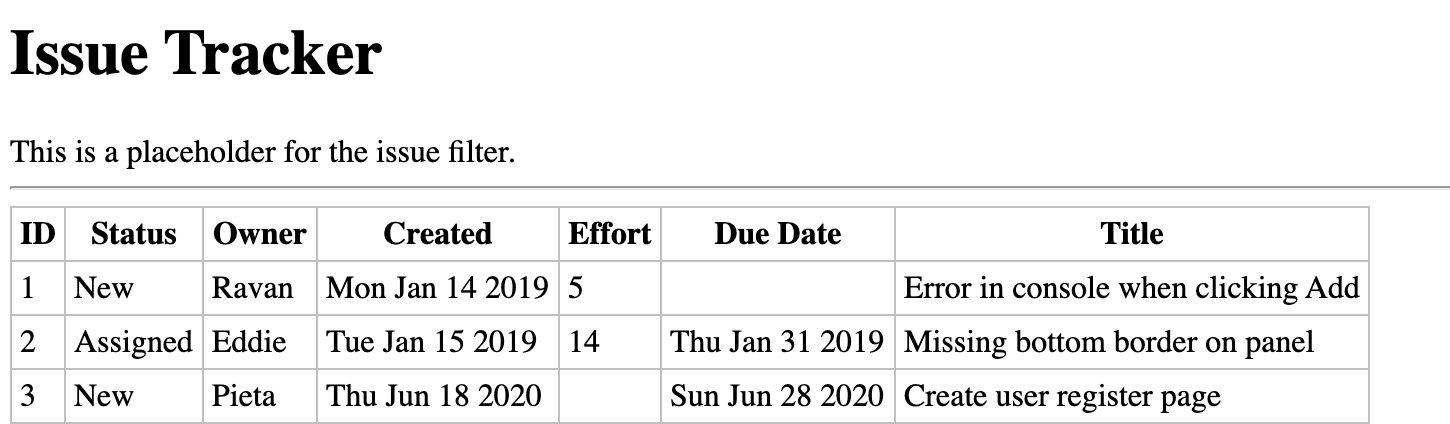 Issue Tracker
This is a placeholder for the issue filter.
ID Status Owner Created Effort Due Date Title
1 New Ravan Mon Jan 14 2019 5 Error in console when clicking Add
2 Assigned Eddie Tue Jan 15 2019 14 Thu Jan 31 2019 Missing bottom border on panel
3 New Pieta Thu Jun 18 2020 Sun Jun 28 2020 Create user register page